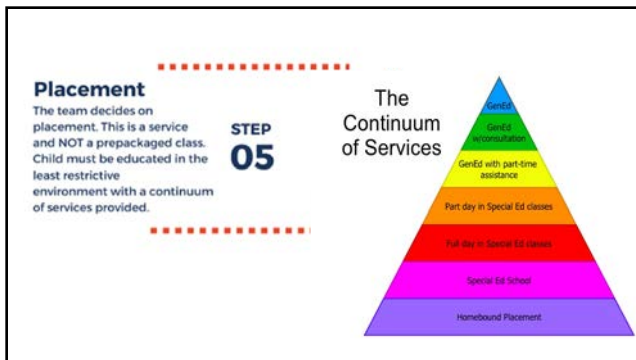 Placement
The team decides on
placement. This is a service
and NOT a prepackaged class.
Child must be educated in the
least restrictive
environment with a continuum
of services provided.
STEP
05
The
Continuum
of Services
GenEd
GenEd
w/consultation
GenEd with part-time
assistance
Part day in Special Ed classes
Full day in Special Ed classes
Special Ed School
Homebound Placement